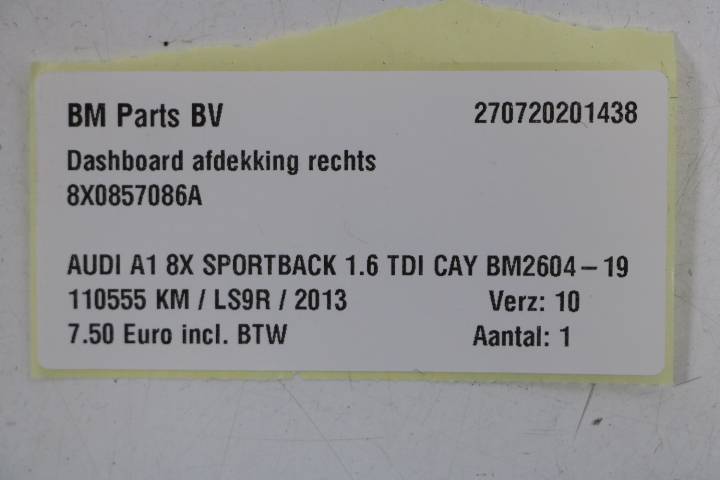 BM Parts BV 270720201438
Dashboard afdekking rechts
8X0857086A
AUDI A1 8X SPORTBACK 1.6 TDI CAY BM2604-19
110555 KM / LS9R / 2013 Verz: 10
7.50 Euro incl. BTW Aantal: 1